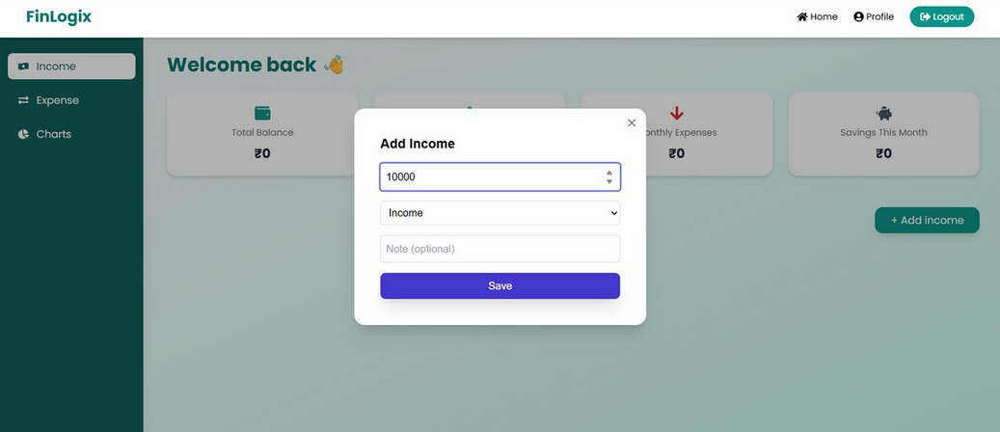 FinLogix
Home
Profile
Logout
Income
Expense
Charts
Welcome back
Total Balance
₹0
onthly Expenses
₹0
Savings This Month
₹0
+ Add income
Add Income
10000
Income
Note (optional)
Save